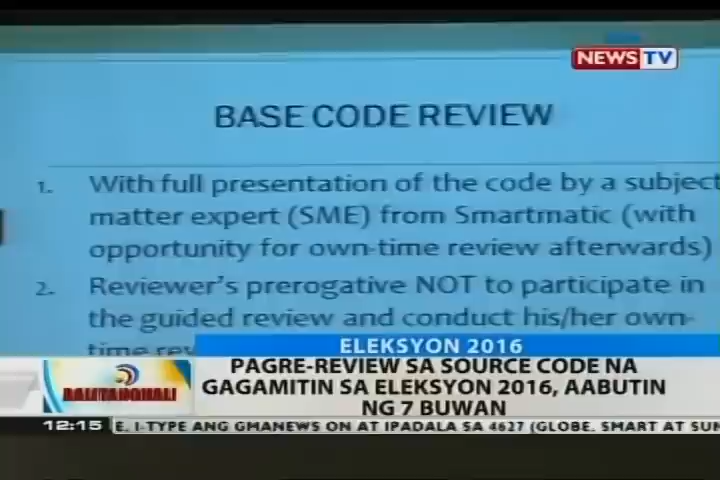 NEWS TV
BASE CODE REVIEW
1. With full presentation of the code by a subject
matter expert (SME) from Smartmatic (with
opportunity for own-time review afterwards)
2. Reviewer's prerogative NOT to participate in
the guided review and conduct his/her own-
time rev
ELEKSYON 2016
PAGRE-REVIEW SA SOURCE CODE NA
GAGAMITIN SA ELEKSYON 2016, AABUTIN
NG 7 BUWAN
BALITANGHALI
12:15 E. I-TYPE ANG GMANEWS ON AT IPADALA SA 4627 (GLOBE, SMART AT SUN